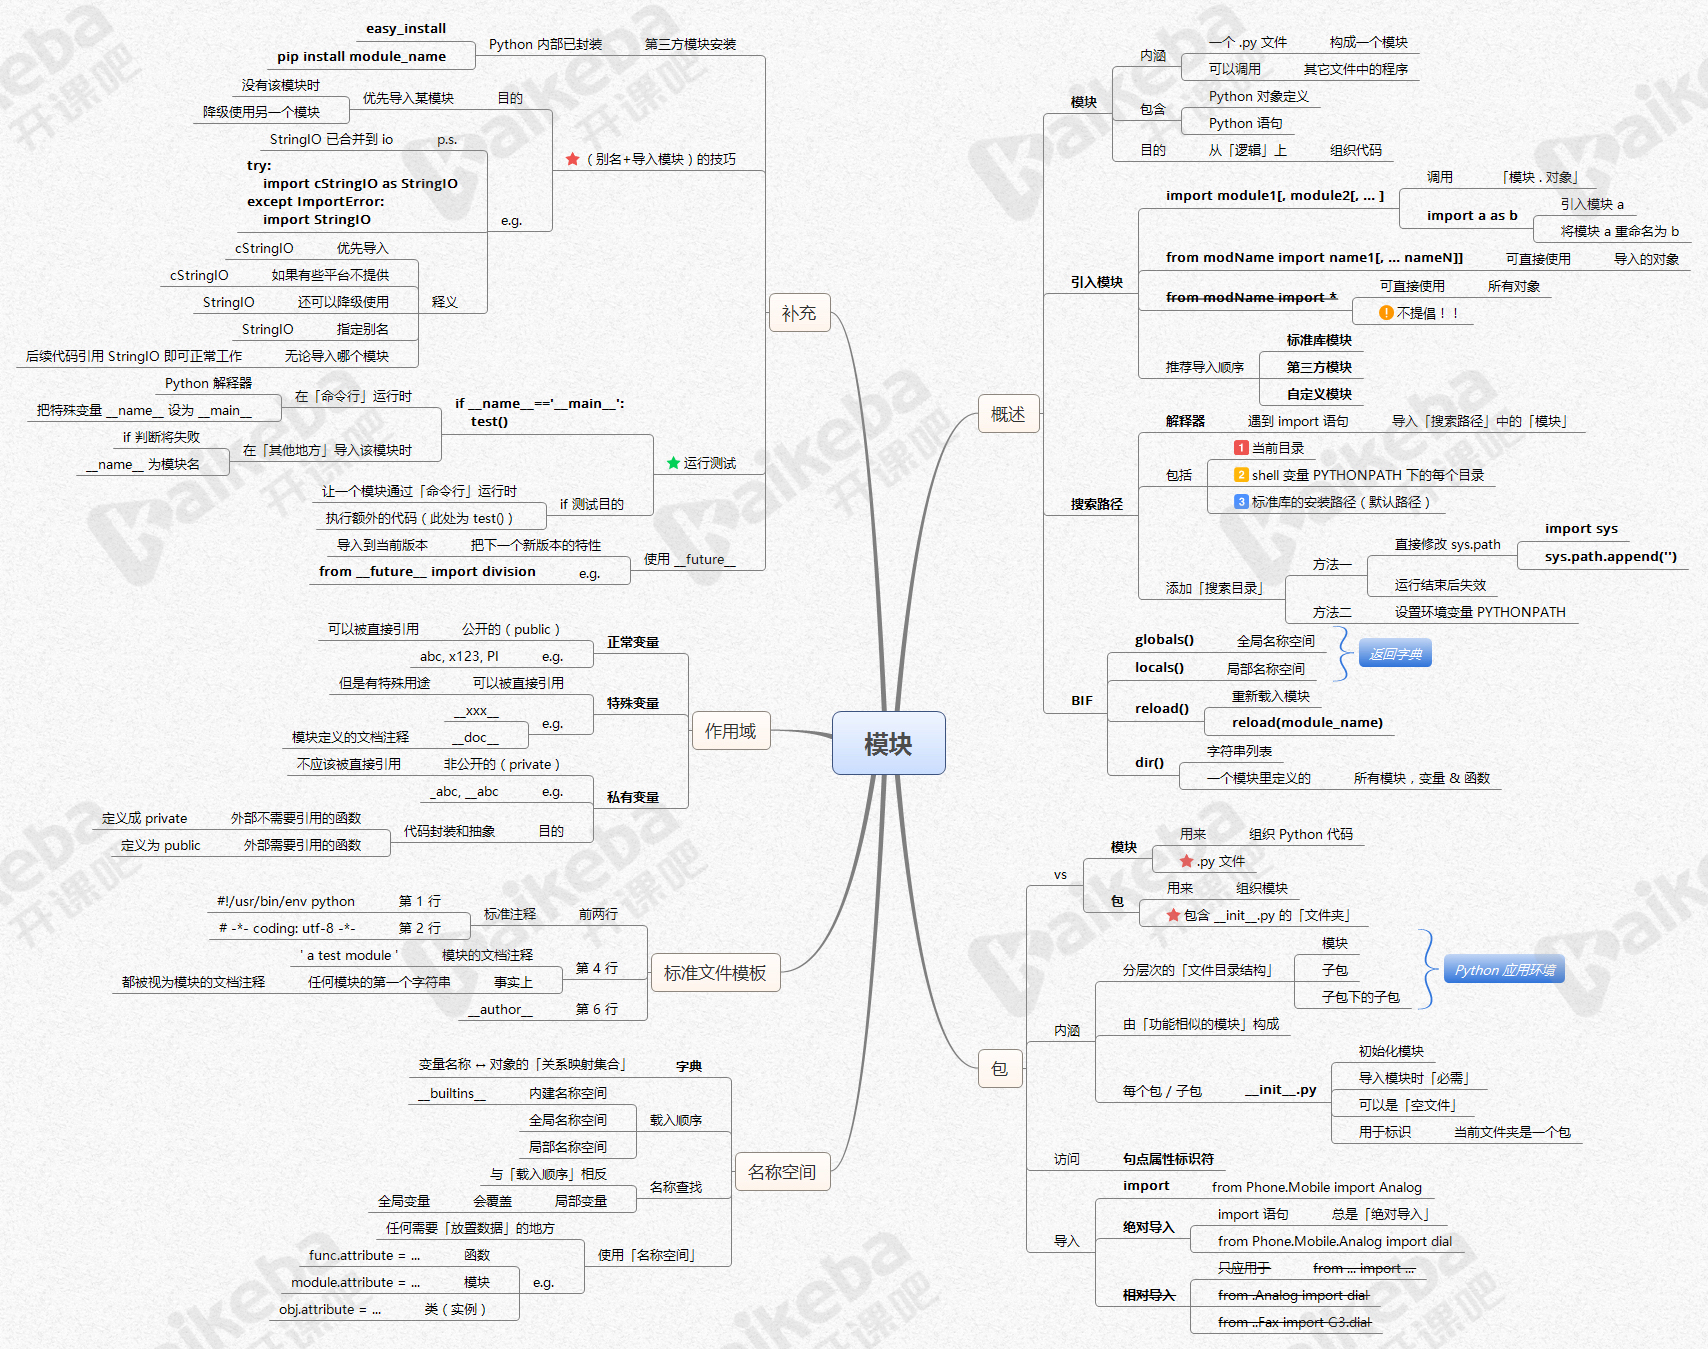 模块
概述
模块
内涵
一个 .py 文件 构成一个模块
可以调用 其它文件中的程序
包含
Python 对象定义
Python 语句
目的 从「逻辑」上 组织代码
引入模块
import module1[, module2[, ... ]
调用 「模块 . 对象」
import a as b
引入模块 a
将模块 a 重命名为 b
from modName import name1[, ... nameN]] 可直接使用 导入的对象
from modName import *
可直接使用 所有对象
不提倡！！
推荐导入顺序
标准库模块
第三方模块
自定义模块
搜索路径
解释器 遇到 import 语句 导入「搜索路径」中的「模块」
包括
1 当前目录
2 shell 变量 PYTHONPATH 下的每个目录
3 标准库的安装路径（默认路径）
添加「搜索目录」
方法一
直接修改 sys.path
import sys
sys.path.append('')
运行结束后失效
方法二 设置环境变量 PYTHONPATH
BIF
globals() 全局名称空间
locals() 局部名称空间
返回字典
reload()
重新载入模块
reload(module_name)
dir()
字符串列表
一个模块里定义的 所有模块，变量 & 函数
包
vs
模块
用来 组织 Python 代码
.py 文件
包
用来 组织模块
包含 __init__.py 的「文件夹」
内涵
分层次的「文件目录结构」
模块
子包
子包下的子包
Python 应用环境
由「功能相似的模块」构成
每个包 / 子包 __init__.py
初始化模块
导入模块时「必需」
可以是「空文件」
用于标识 当前文件夹是一个包
访问 句点属性标识符
导入
import from Phone.Mobile import Analog
绝对导入
import 语句 总是「绝对导入」
from Phone.Mobile.Analog import dial
相对导入
只应用于 from ... import ...
from .Analog import dial
from ..Fax import G3.dial
补充
第三方模块安装 Python 内部已封装
easy_install
pip install module_name
（别名+导入模块）的技巧
目的 优先导入某模块
没有该模块时
降级使用另一个模块
e.g.
p.s. StringIO 已合并到 io
try:
import cStringIO as StringIO
except ImportError:
import StringIO
释义
优先导入 cStringIO
如果有些平台不提供 cStringIO
还可以降级使用 StringIO
指定别名 StringIO
无论导入哪个模块 后续代码引用 StringIO 即可正常工作
运行测试
if __name__=='__main__':
test()
在「命令行」运行时
Python 解释器
把特殊变量 __name__ 设为 __main__
在「其他地方」导入该模块时
if 判断将失败
__name__ 为模块名
if 测试目的
让一个模块通过「命令行」运行时
执行额外的代码（此处为 test()）
使用 __future__
把下一个新版本的特性 导入到当前版本
e.g. from __future__ import division
作用域
正常变量
公开的（public） 可以被直接引用
e.g. abc, x123, PI
特殊变量
可以被直接引用 但是有特殊用途
e.g.
__xxx__
__doc__ 模块定义的文档注释
私有变量
非公开的（private） 不应该被直接引用
e.g. _abc, __abc
目的 代码封装和抽象
外部不需要引用的函数 定义成 private
外部需要引用的函数 定义为 public
标准文件模板
前两行 标准注释
第 1 行 #!/usr/bin/env python
第 2 行 # -*- coding: utf-8 -*-
第 4 行
模块的文档注释 ' a test module '
事实上 任何模块的第一个字符串 都被视为模块的文档注释
第 6 行 __author__
名称空间
字典 变量名称 ↔ 对象的「关系映射集合」
载入顺序
内建名称空间 __builtins__
全局名称空间
局部名称空间
名称查找
与「载入顺序」相反
局部变量 会覆盖 全局变量
使用「名称空间」
任何需要「放置数据」的地方
e.g.
函数 func.attribute = ...
模块 module.attribute = ...
类（实例） obj.attribute = ...
Kaikeba
开课吧